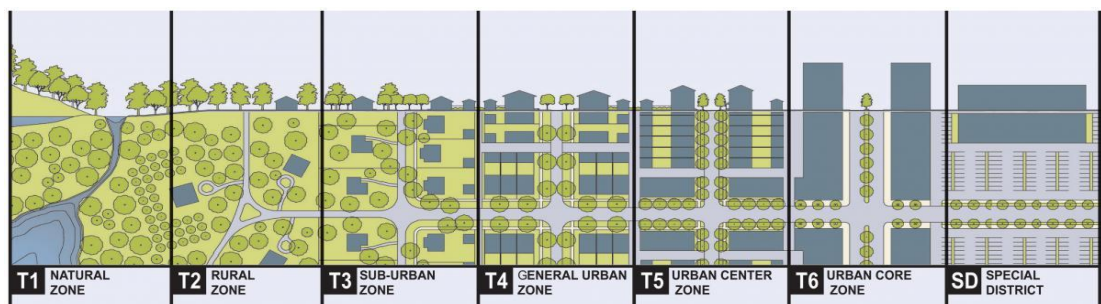 T1 NATURAL
ZONE
T2 RURAL
ZONE
T3 SUB-URBAN
ZONE
T4 GENERAL URBAN
ZONE
T5 URBAN CENTER
ZONE
T6 URBAN CORE
ZONE
SD SPECIAL
DISTRICT